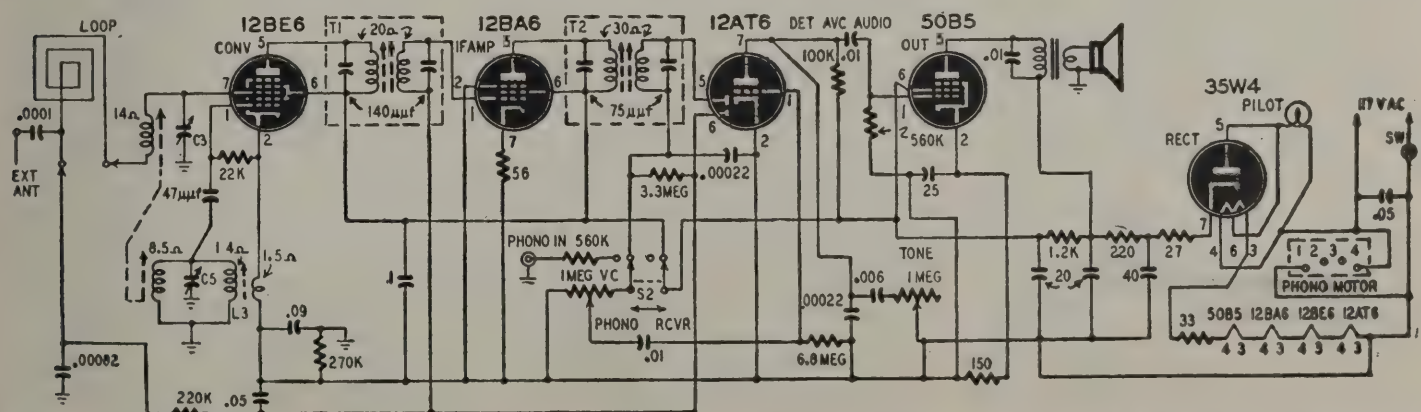 LOOP
.0001
EXT
ANT
.00082
14Ω
C3
47µµf
22K
8.5Ω
C5
1.4Ω
L3
1.5Ω
.09
270K
220K
.05
12BE6
CONV
5
7
1
6
2
T1
20Ω
140µµf
12BA6
IF AMP
5
2
1
6
7
56
T2
30Ω
75µµf
12AT6
7
5
6
1
2
.00022
3.3MEG
.1
PHONO IN 560K
1MEG VC
S2
PHONO RCVR
.01
DET AVC AUDIO
100K
.01
50B5
OUT
5
6
1
2
2
560K
25
.01
TONE
.006
1 MEG
.00022
6.8MEG
150
1.2K
220
27
20
40
35W4
PILOT
RECT
5
7
4
6
3
117 VAC
SW
.05
1 2 3 4
PHONO MOTOR
33
50B5 12BA6 12BE6 12AT6
4 3 4 3 4 3 4 3